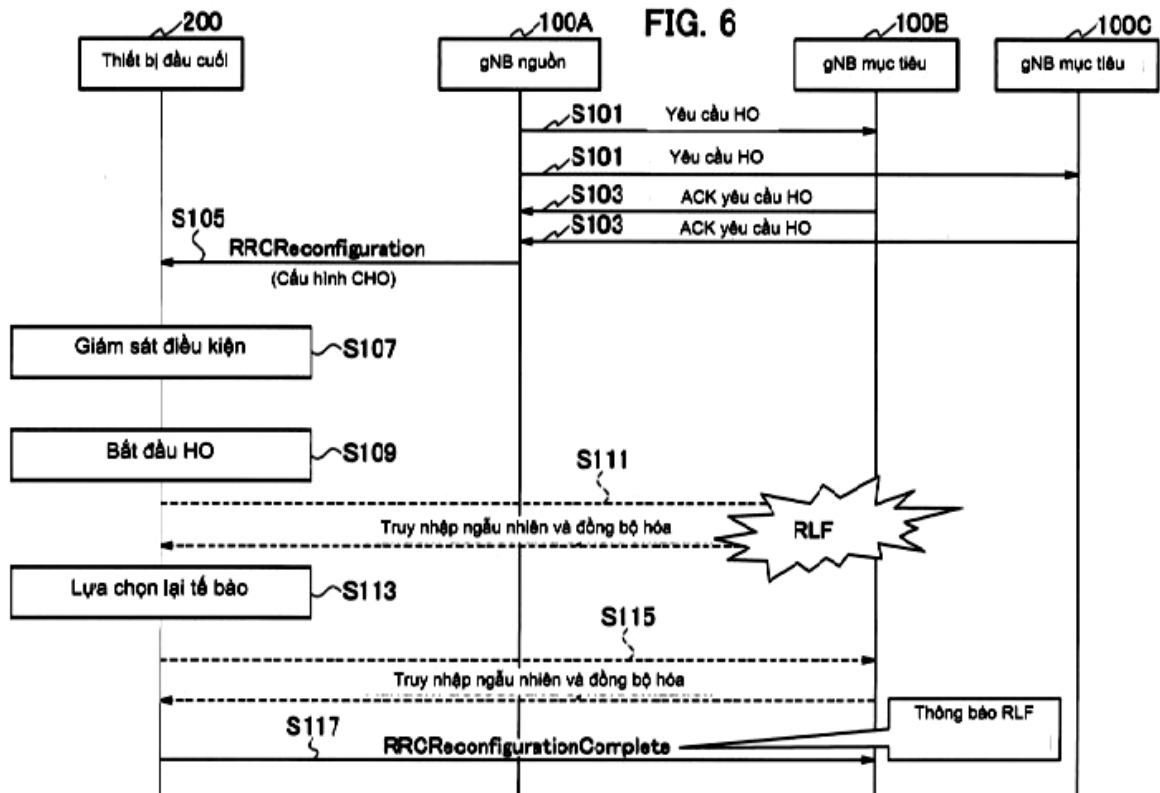 FIG. 6
200
100A
100B
100C
Thiết bị đầu cuối
gNB nguồn
gNB mục tiêu
gNB mục tiêu
S101
Yêu cầu HO
S101
Yêu cầu HO
S103
ACK yêu cầu HO
S103
ACK yêu cầu HO
S105
RRCReconfiguration
(Cấu hình CHO)
Giám sát điều kiện
S107
Bắt đầu HO
S109
S111
Truy nhập ngẫu nhiên và đồng bộ hóa
RLF
Lựa chọn lại tế bào
S113
S115
Truy nhập ngẫu nhiên và đồng bộ hóa
Thông báo RLF
S117
RRCReconfigurationComplete